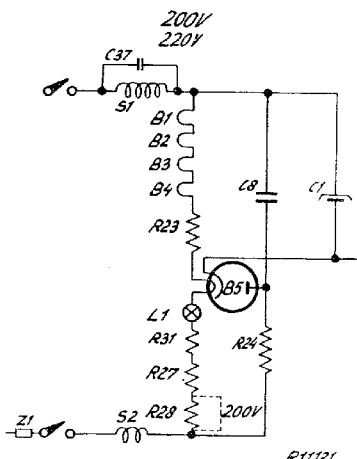 200V
220V
C37
S1
B1
B2
B3
B4
C8
C1
R23
B5
L1
R31
R24
R27
R28
200V
Z1
S2
R11121